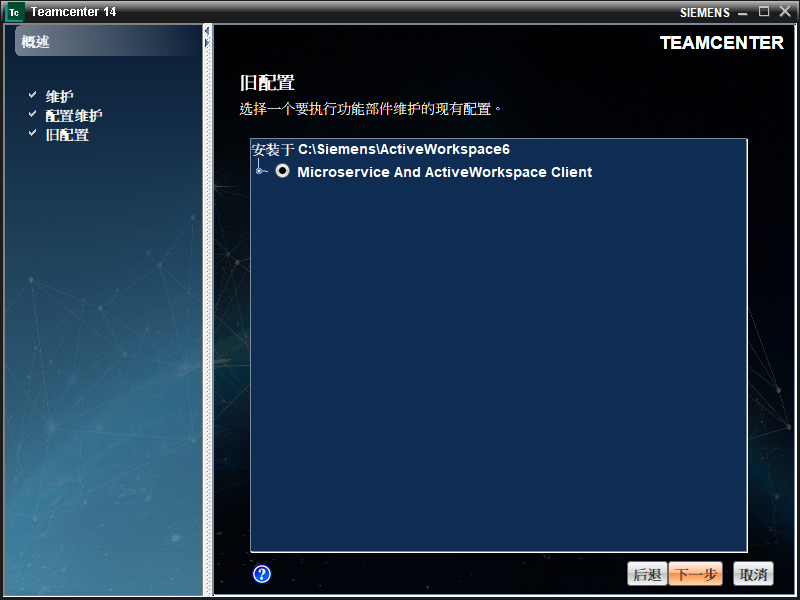 Tc Teamcenter 14
SIEMENS
概述
维护
配置维护
旧配置
TEAMCENTER
旧配置
选择一个要执行功能部件维护的现有配置。
安装于 C:\Siemens\ActiveWorkspace6
Microservice And ActiveWorkspace Client
?
后退 下一步 取消